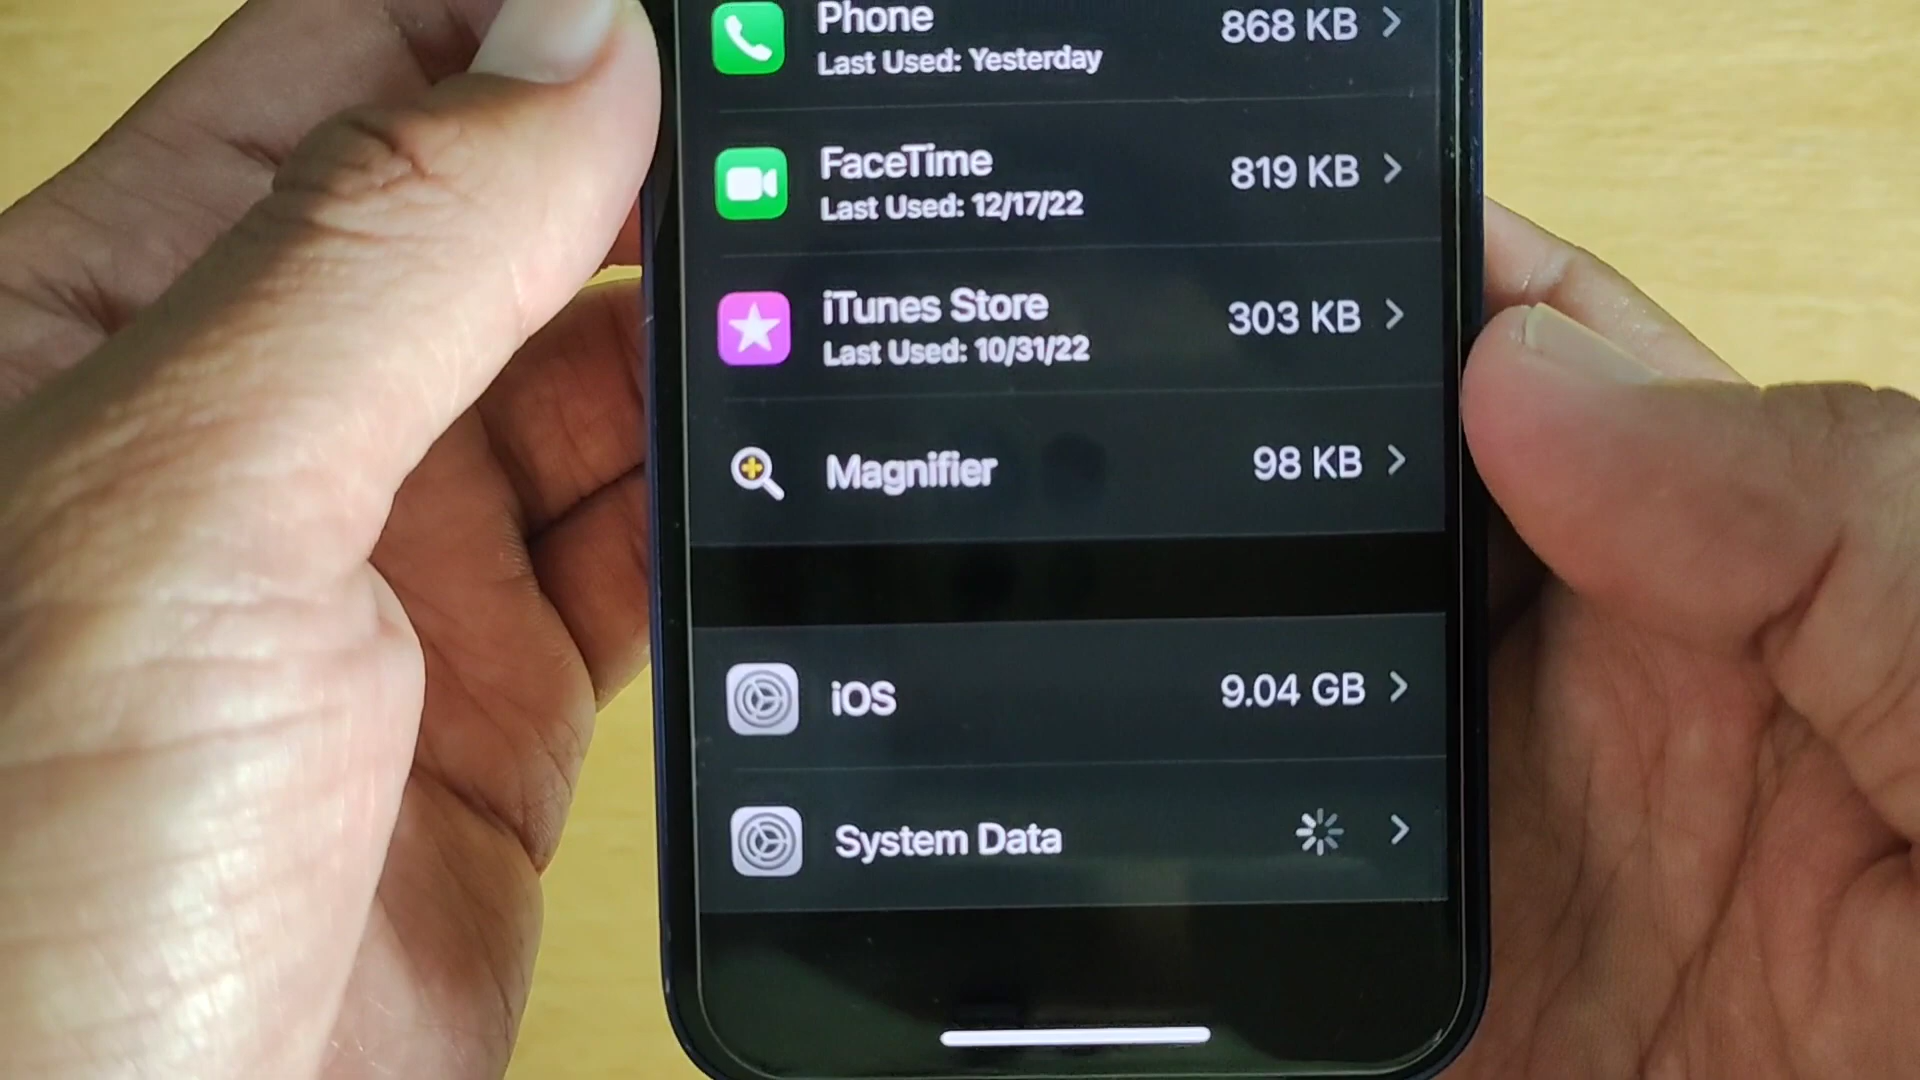 Phone
868 KB
Last Used: Yesterday
FaceTime
819 KB
Last Used: 12/17/22
iTunes Store
303 KB
Last Used: 10/31/22
Magnifier
98 KB
iOS
9.04 GB
System Data